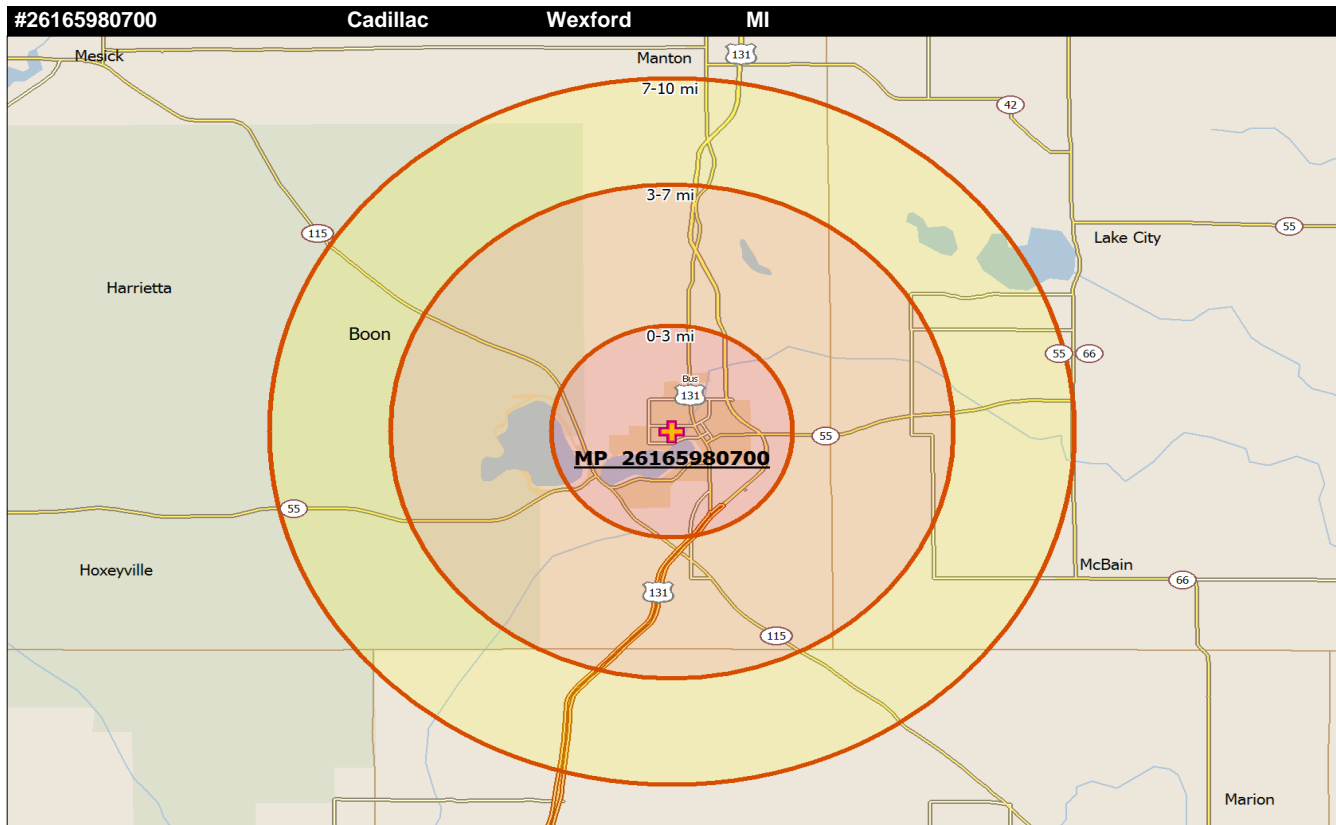 #26165980700 Cadillac Wexford MI
Mesick
Manton
131
7-10 mi
42
3-7 mi
115
55
Lake City
Harrietta
Boon
0-3 mi
55 66
Bus
131
55
MP 26165980700
55
Hoxeyville
McBain
66
131
115
Marion